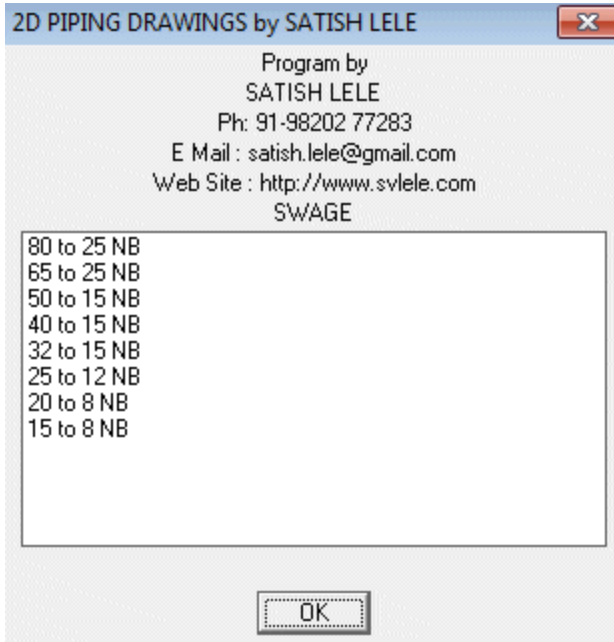 2D PIPING DRAWINGS by SATISH LELE
Program by
SATISH LELE
Ph: 91-98202 77283
E Mail : satish.lele@gmail.com
Web Site : http://www.svlele.com
SWAGE
80 to 25 NB
65 to 25 NB
50 to 15 NB
40 to 15 NB
32 to 15 NB
25 to 12 NB
20 to 8 NB
15 to 8 NB
OK